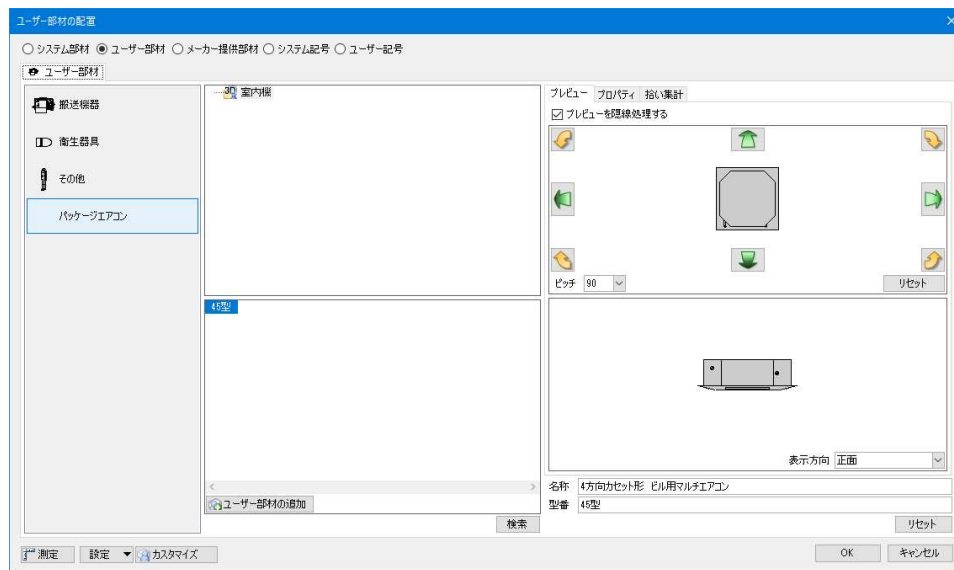 ユーザー部材の配置
システム部材 ユーザー部材 メーカー提供部材 システム記号 ユーザー記号
ユーザー部材
搬送機器
衛生器具
その他
パッケージエアコン
3D 室内機
45型
ユーザー部材の追加
検索
プレビュー プロパティ 拾い集計
プレビューを隠線処理する
ピッチ 90
リセット
表示方向 正面
名称 4方向カセット形 ビル用マルチエアコン
型番 45型
リセット
測定 設定 カスタマイズ
OK キャンセル